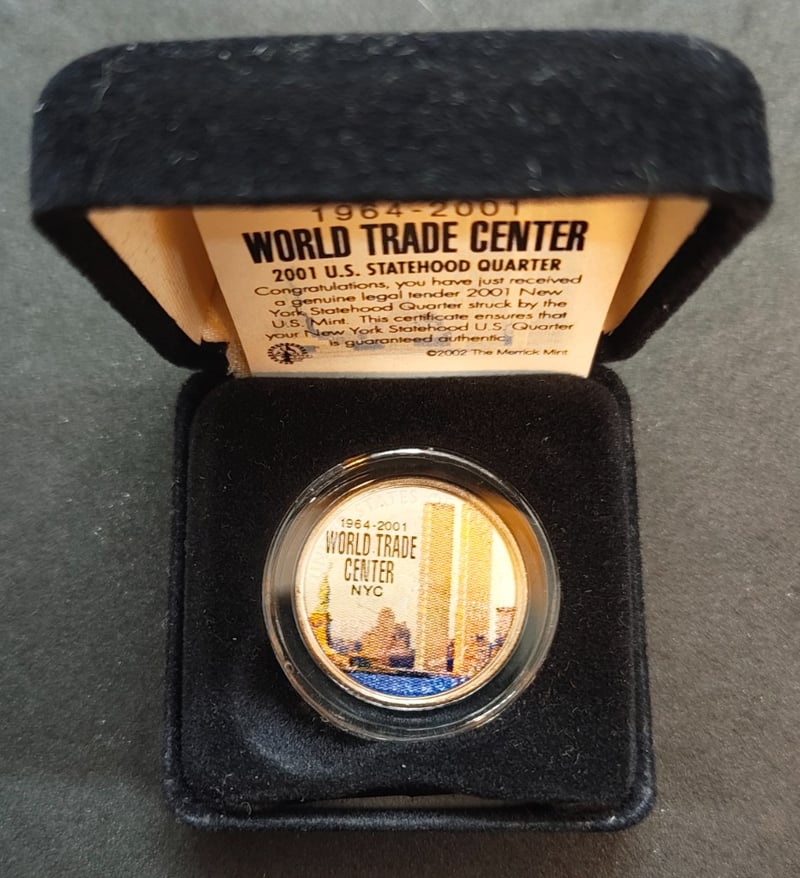 1964-2001
WORLD TRADE CENTER
2001 U.S. STATEHOOD QUARTER
Congratulations, you have just received
a genuine legal tender 2001 New
York Statehood Quarter struck by the
U.S. Mint. This certificate ensures that
your New York Statehood U.S. Quarter
is guaranteed authentic.
©2002 The Merrick Mint
1964-2001
WORLD TRADE
CENTER
NYC